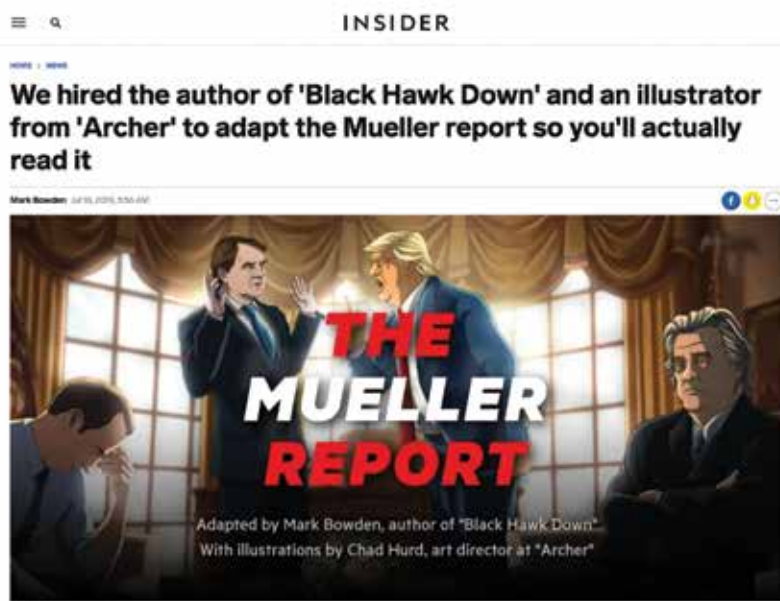 INSIDER
HOME > NEWS
We hired the author of 'Black Hawk Down' and an illustrator
from 'Archer' to adapt the Mueller report so you'll actually
read it
Mark Bowden
THE
MUELLER
REPORT
Adapted by Mark Bowden, author of "Black Hawk Down"
With illustrations by Chad Hurd, art director at "Archer"